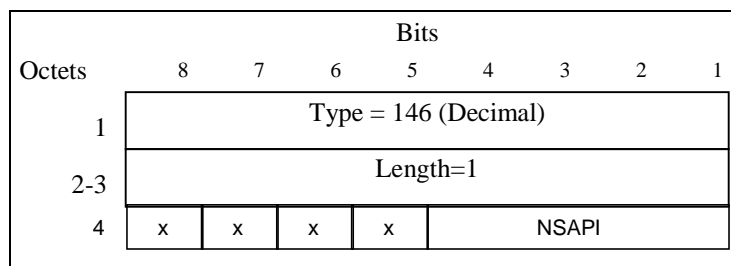 Bits
Octets 8 7 6 5 4 3 2 1
1 Type = 146 (Decimal)
2-3 Length=1
4 x x x x NSAPI